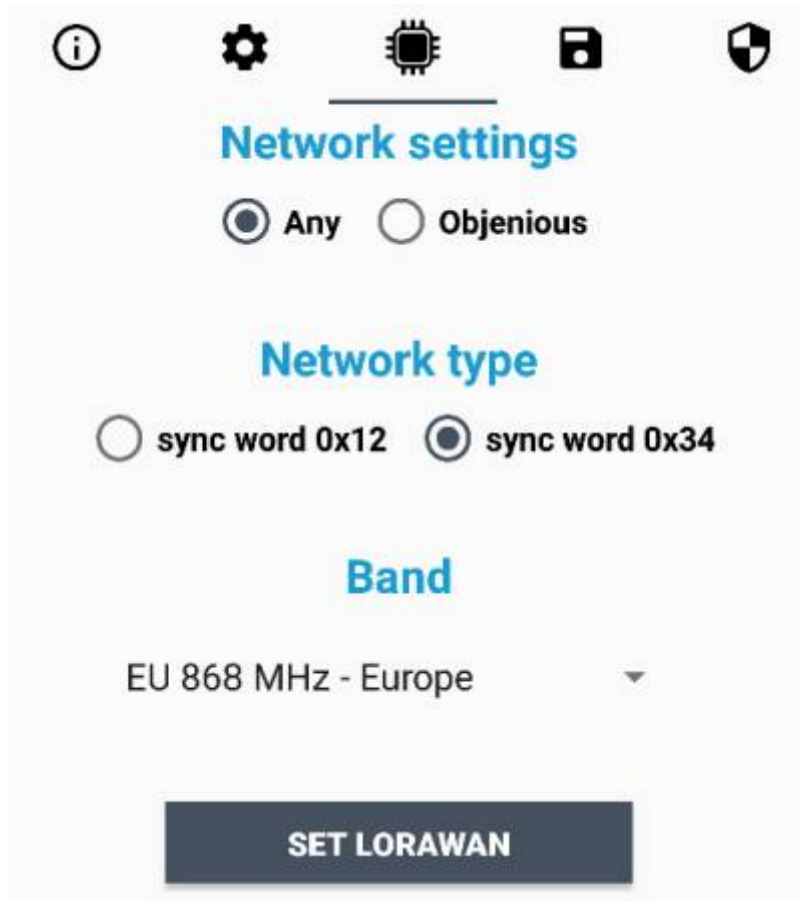 Network settings
Any Objenious
Network type
sync word 0x12 sync word 0x34
Band
EU 868 MHz - Europe
SET LORAWAN